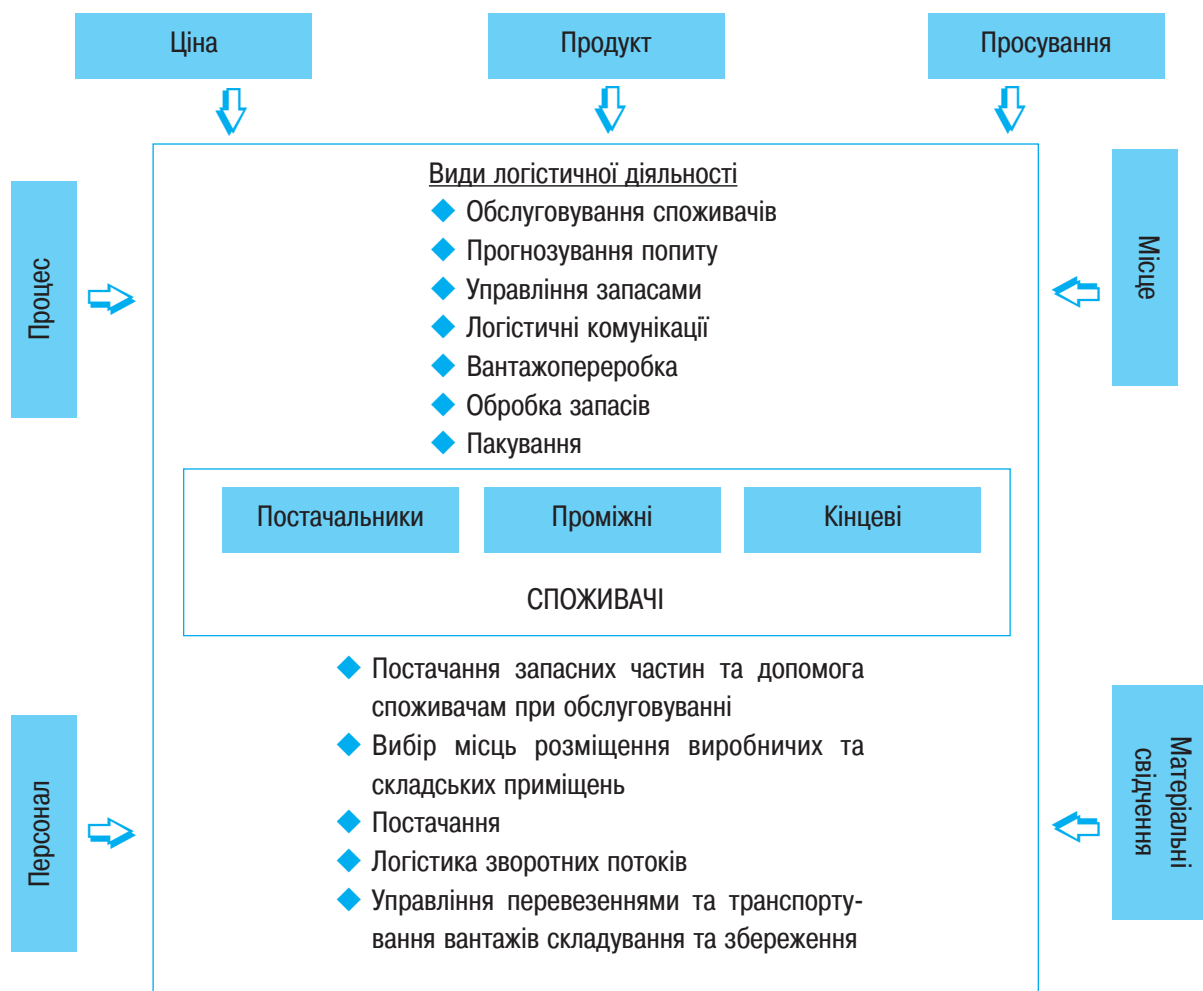 Ціна
Продукт
Просування
Процес
Місце
Види логістичної діяльності
Обслуговування споживачів
Прогнозування попиту
Управління запасами
Логістичні комунікації
Вантажопереробка
Обробка запасів
Пакування
Постачальники
Проміжні
Кінцеві
СПОЖИВАЧІ
Персонал
Матеріальні
свідчення
Постачання запасних частин та допомога
споживачам при обслуговуванні
Вибір місць розміщення виробничих та
складських приміщень
Постачання
Логістика зворотних потоків
Управління перевезеннями та транспорту-
вання вантажів складування та збереження